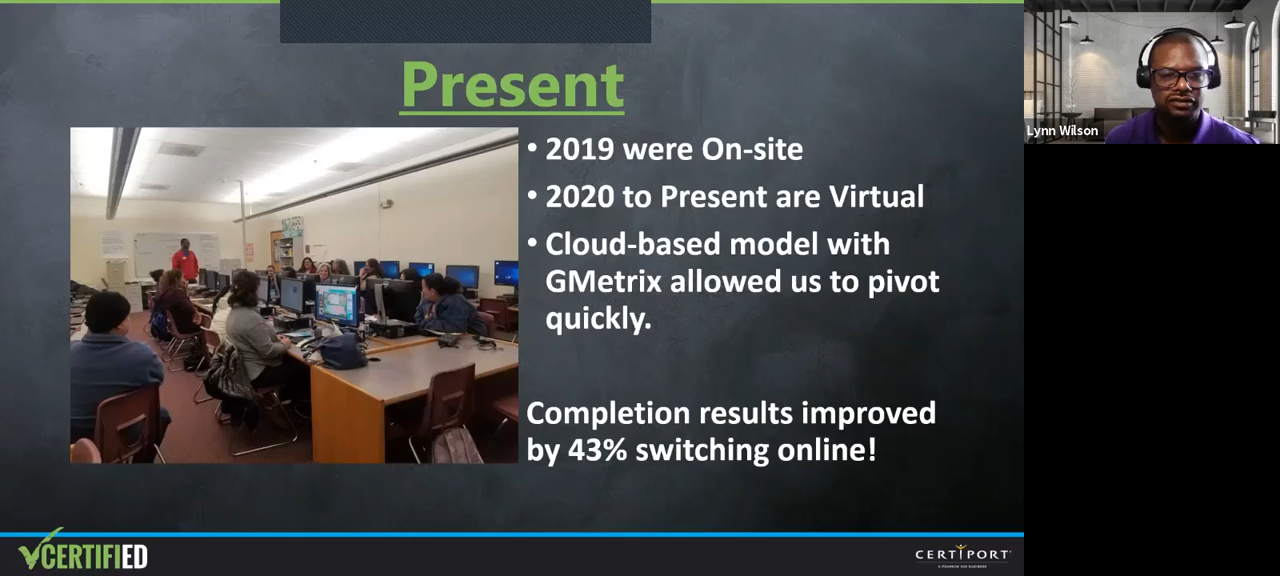 Present
• 2019 were On-site
• 2020 to Present are Virtual
• Cloud-based model with
GMetrix allowed us to pivot
quickly.
Completion results improved
by 43% switching online!
Lynn Wilson
CERTIFIED
CERTIPORT